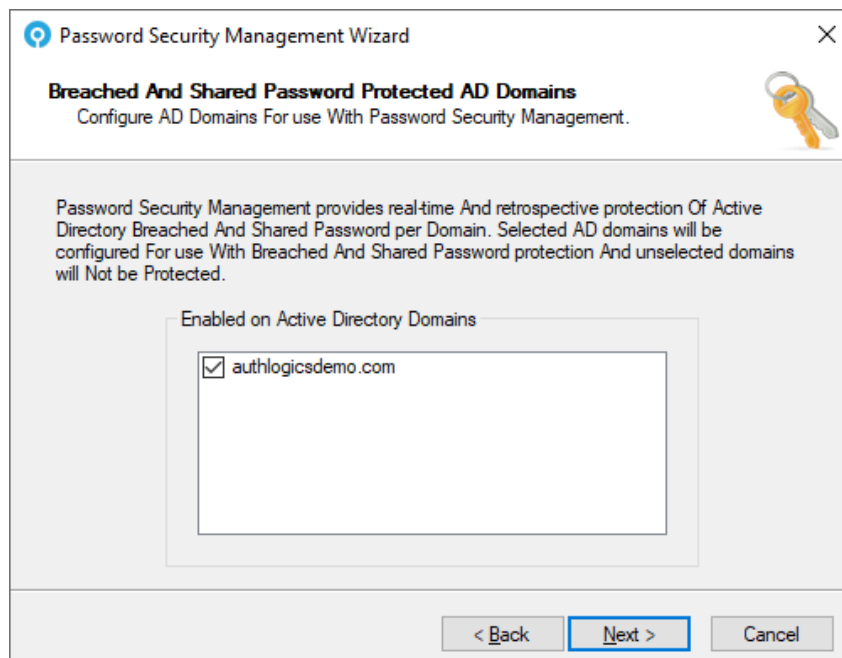 Password Security Management Wizard
Breached And Shared Password Protected AD Domains
Configure AD Domains For use With Password Security Management.
Password Security Management provides real-time And retrospective protection Of Active
Directory Breached And Shared Password per Domain. Selected AD domains will be
configured For use With Breached And Shared Password protection And unselected domains
will Not be Protected.
Enabled on Active Directory Domains
authlogicsdemo.com
< Back
Next >
Cancel